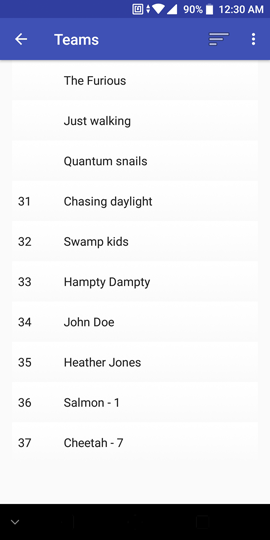 90% 12:30 AM
Teams
The Furious
Just walking
Quantum snails
31 Chasing daylight
32 Swamp kids
33 Hampty Dampty
34 John Doe
35 Heather Jones
36 Salmon - 1
37 Cheetah - 7